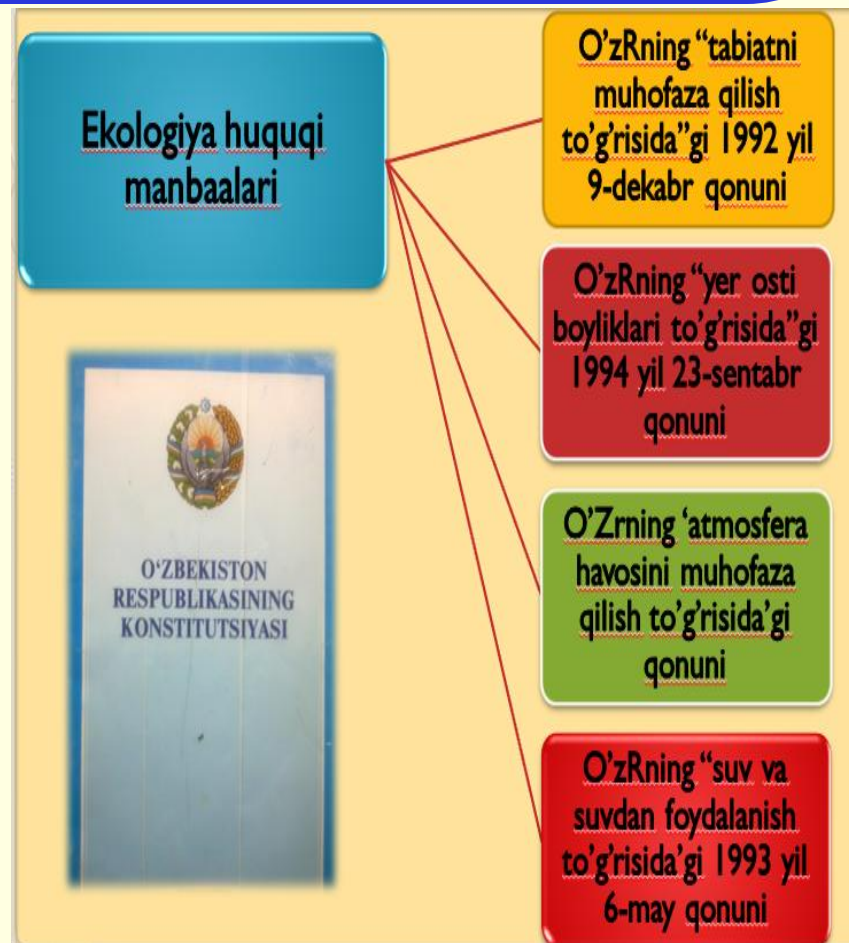 Ekologiya huquqi
manbaalari
O'zRning “tabiatni
muhofaza qilish
to'g'risida”gi 1992 yil
9-dekabr qonuni
O'zRning “yer osti
boyliklari to'g'risida”gi
1994 yil 23-sentabr
qonuni
O'Zrning ‘atmosfera
havosini muhofaza
qilish to'g'risida’gi
qonuni
O'zRning “suv va
suvdan foydalanish
to'g'risida’gi 1993 yil
6-may qonuni
O‘ZBEKISTON
RESPUBLIKASINING
KONSTITUTSIYASI